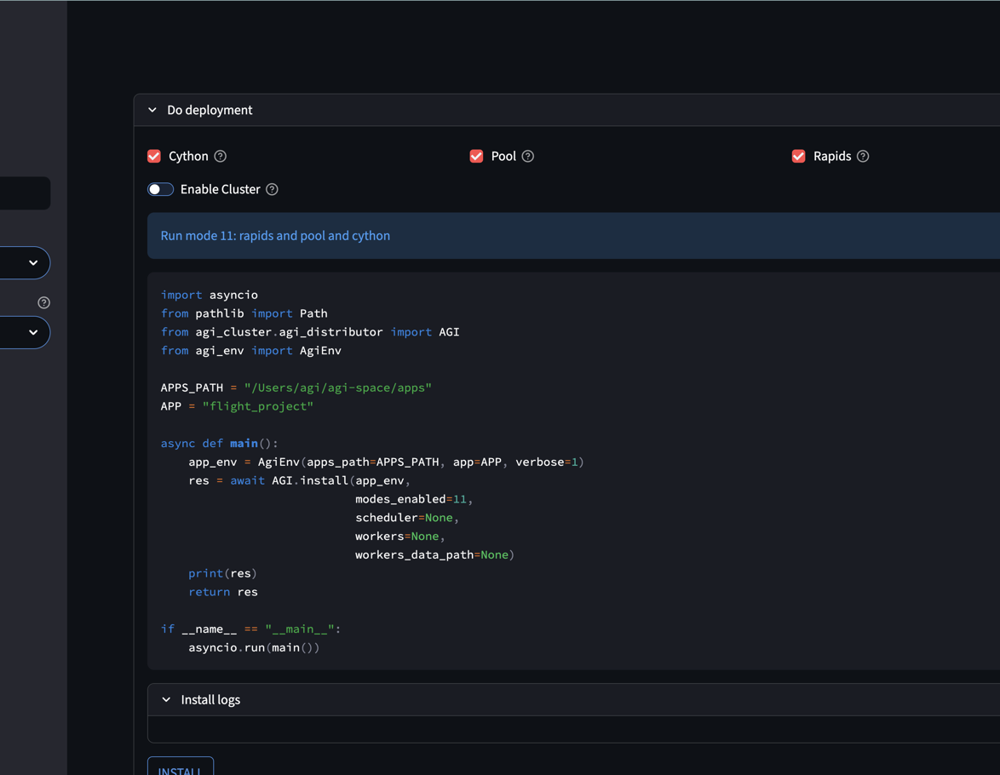 Do deployment
Cython
Pool
Rapids
Enable Cluster
Run mode 11: rapids and pool and cython
import asyncio
from pathlib import Path
from agi_cluster.agi_distributor import AGI
from agi_env import AgiEnv
APPS_PATH = "/Users/agi/agi-space/apps"
APP = "flight_project"
async def main():
    app_env = AgiEnv(apps_path=APPS_PATH, app=APP, verbose=1)
    res = await AGI.install(app_env,
                            modes_enabled=11,
                            scheduler=None,
                            workers=None,
                            workers_data_path=None)
    print(res)
    return res
if __name__ == "__main__":
    asyncio.run(main())
Install logs
INSTALL